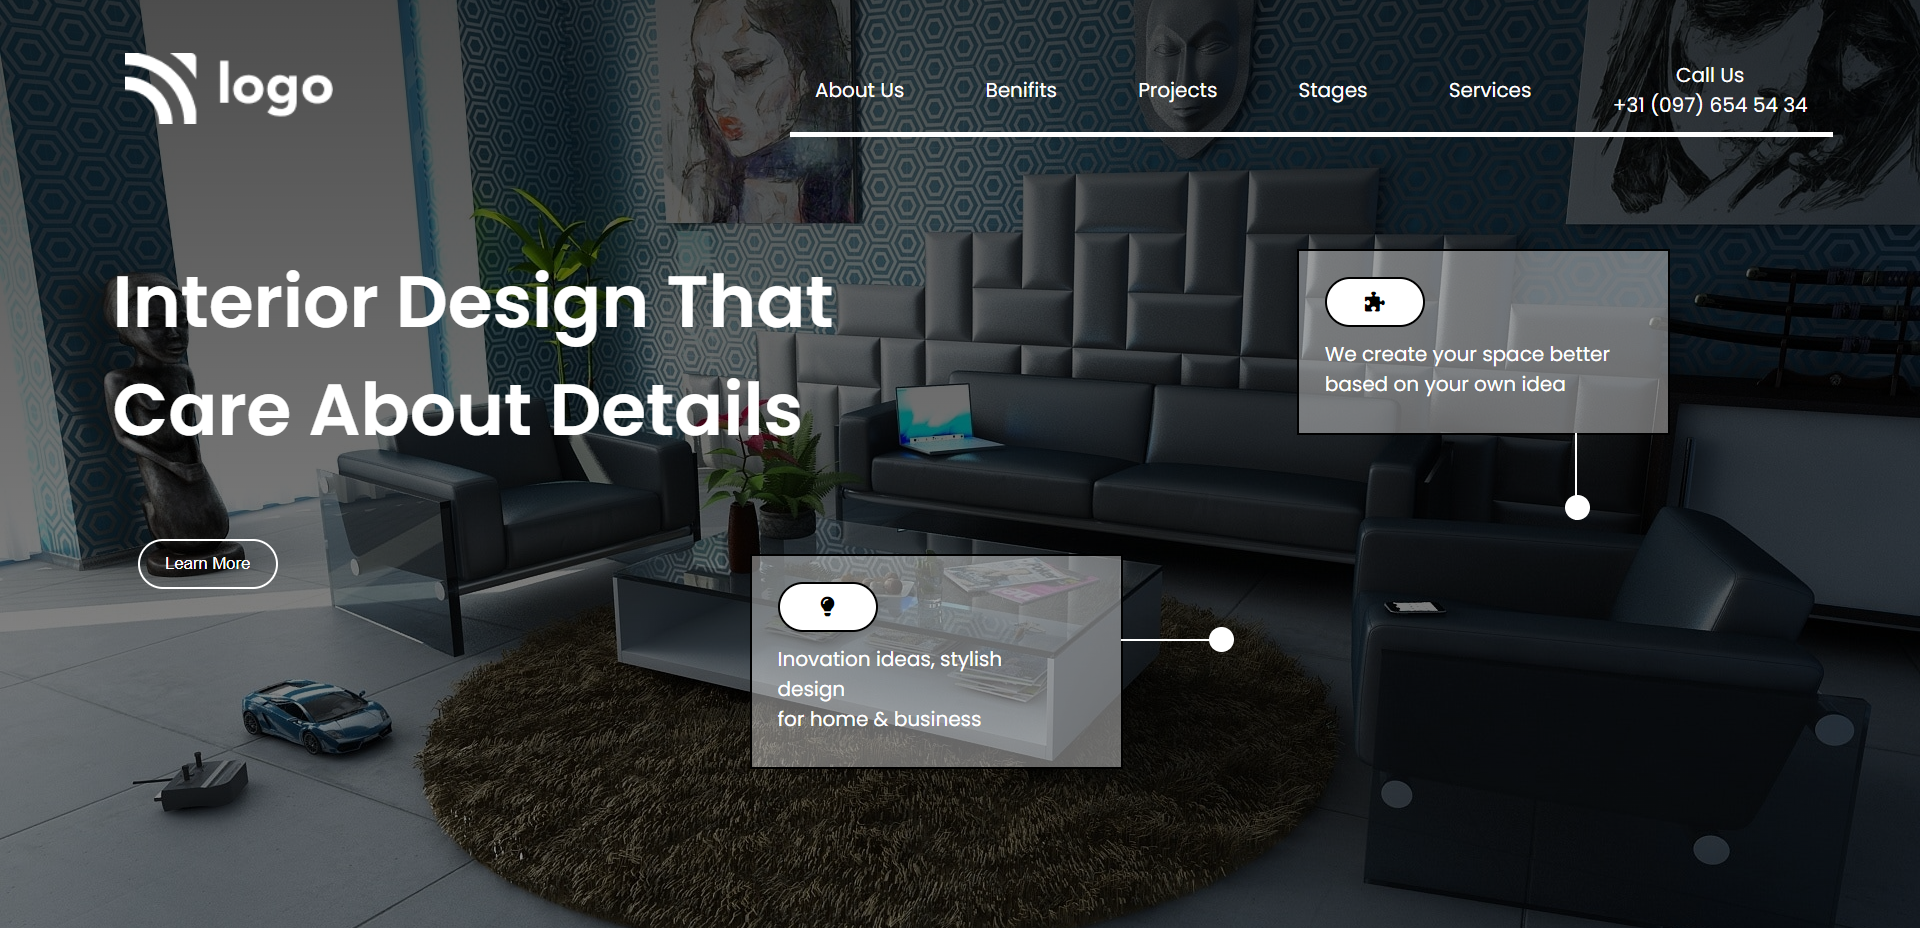 logo
About Us
Benifits
Projects
Stages
Services
Call Us
+31 (097) 654 54 34
Interior Design That
Care About Details
We create your space better
based on your own idea
Learn More
Inovation ideas, stylish
design
for home & business